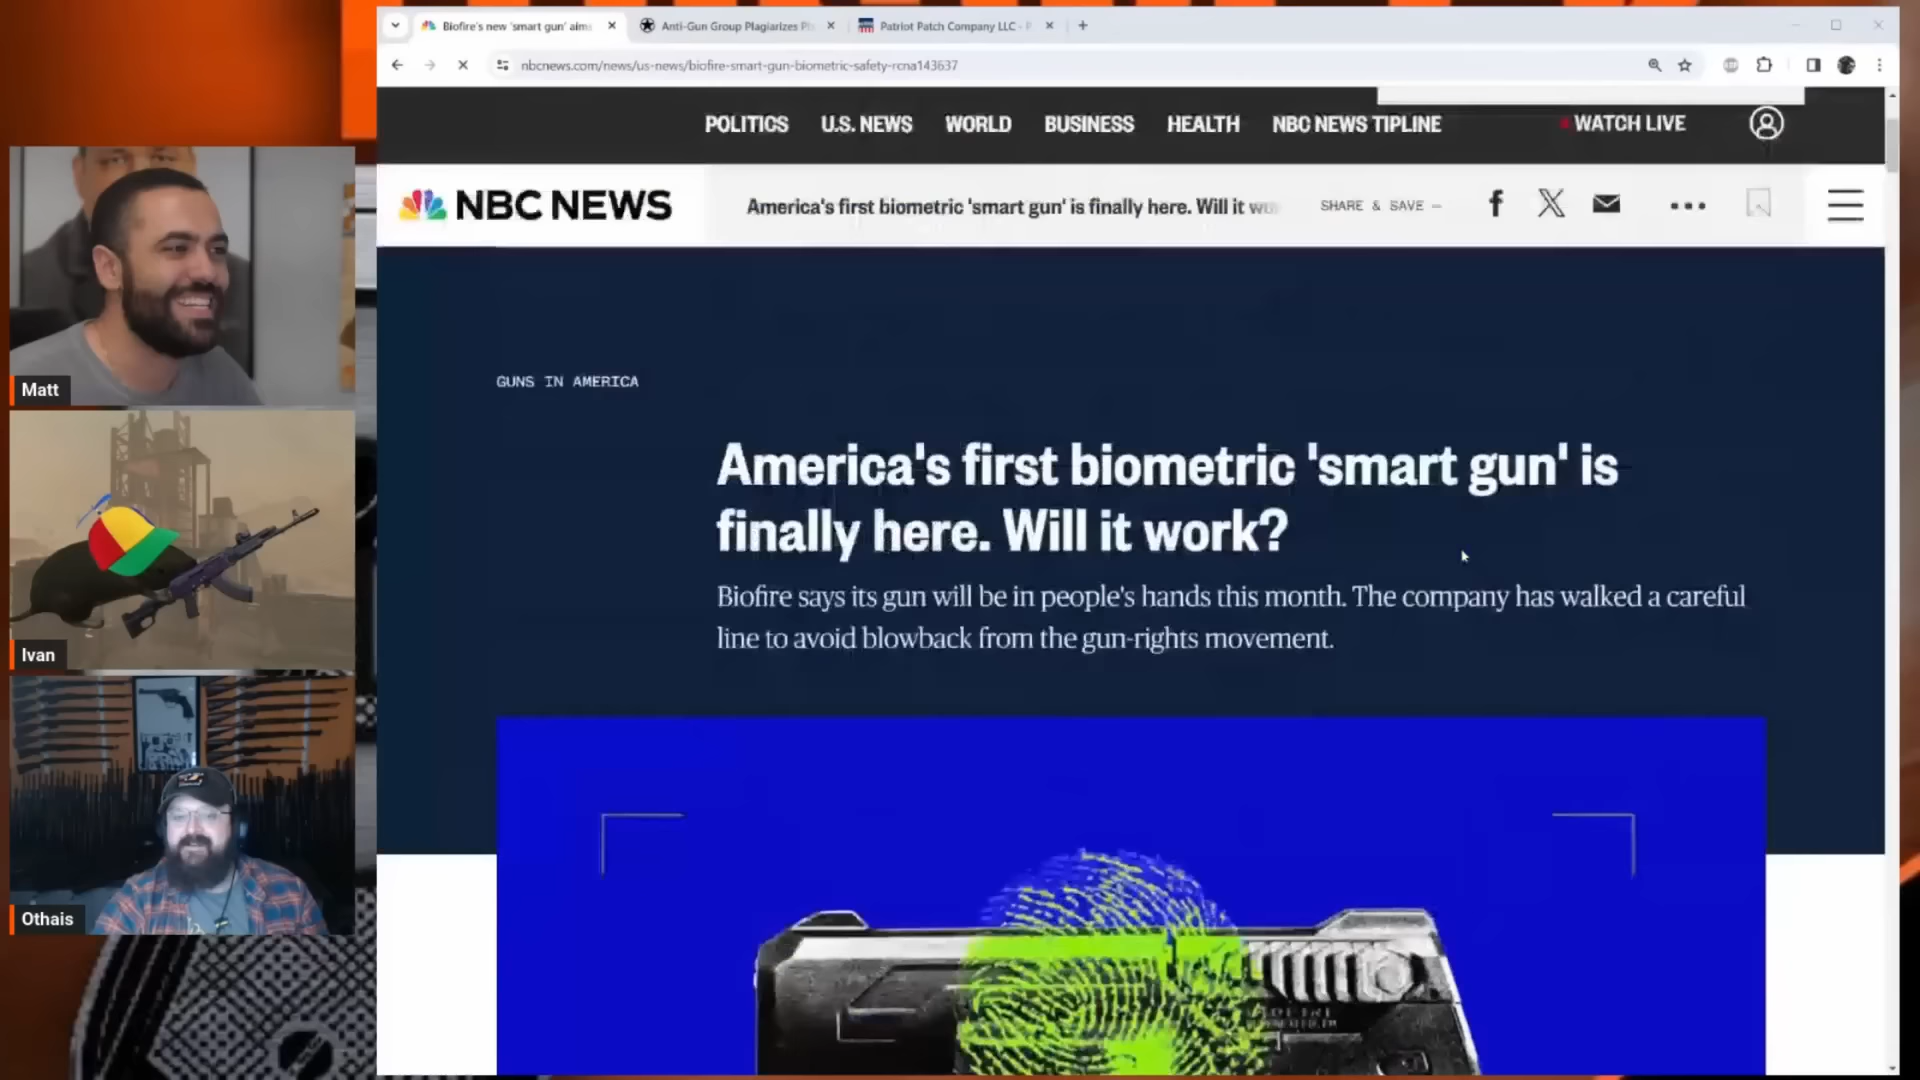 Biofire's new 'smart gun' aims
Anti-Gun Group Plagiarizes
Patriot Patch Company LLC - P
nbcnews.com/news/us-news/biofire-smart-gun-biometric-safety-rcna143637
POLITICS U.S. NEWS WORLD BUSINESS HEALTH NBC NEWS TIPLINE WATCH LIVE
NBC NEWS
America's first biometric 'smart gun' is finally here. Will it
SHARE & SAVE
GUNS IN AMERICA
America's first biometric 'smart gun' is
finally here. Will it work?
Biofire says its gun will be in people's hands this month. The company has walked a careful
line to avoid blowback from the gun-rights movement.
Matt
Ivan
Othais